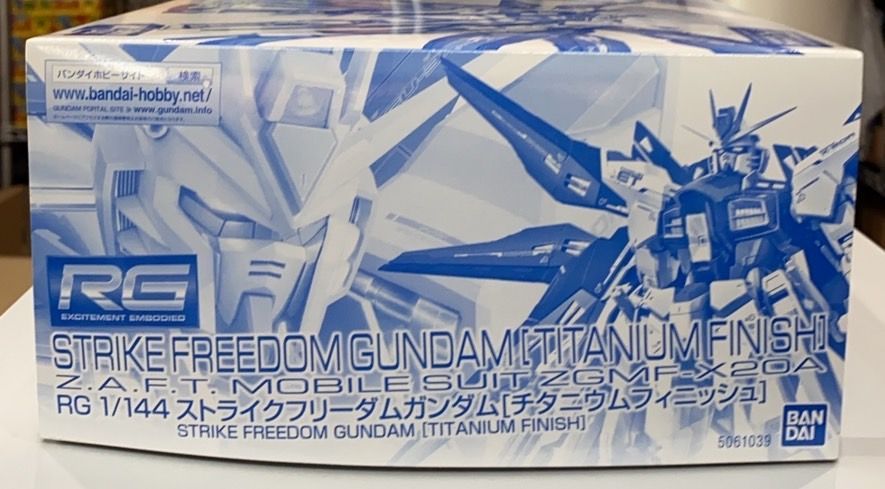 バンダイホビーサイト 検索
www.bandai-hobby.net/
GUNDAM PORTAL SITE www.gundam.info
RG
EXCITEMENT EMBODIED
STRIKE FREEDOM GUNDAM [TITANIUM FINISH]
Z.A.F.T. MOBILE SUIT ZGMF-X20A
RG 1/144 ストライクフリーダムガンダム[チタニウムフィニッシュ]
STRIKE FREEDOM GUNDAM [TITANIUM FINISH]
5061039
BAN
DAI